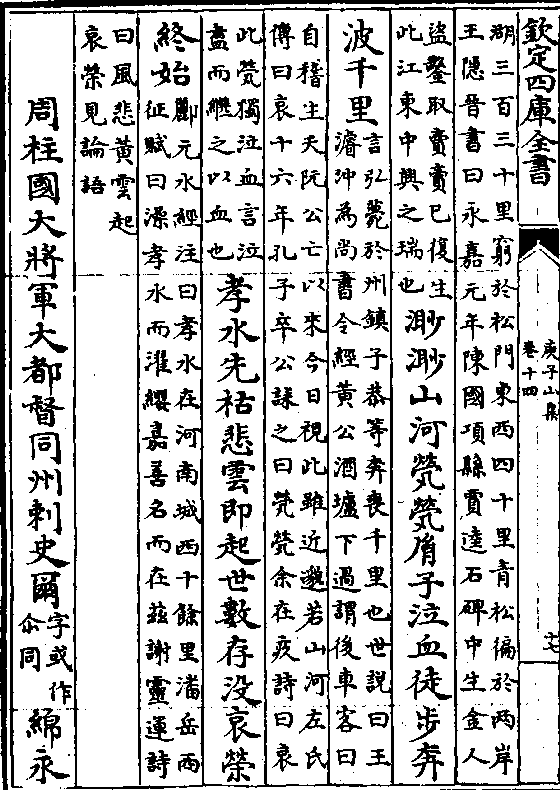 欽定四庫全書
庾子山集
卷十四
十七
湖三百三十里窮於松門東西四十里青松徧於兩岸
王隱晉書曰永嘉元年陳國項縣賈逵石碑中生金人
盜鑿取賣賣已復生
此江東中興之瑞也
渺渺山河煢煢胤子泣血徒步奔
波千里
言弘薨於州鎮子恭等奔喪千里也世說曰王
濬沖為尚書令經黃公酒壚下過謂後車客曰
自稽生夭阮公亡以來今日視此雖近邈若山河左氏
傳曰哀十六年孔子卒公誄之曰煢煢余在疚詩曰哀
此煢獨泣血言泣
盡而繼之以血也
孝水先枯悲雲即起世數存没哀榮
終始
酈元水經注曰孝水在河南城西十餘里潘岳西
征賦曰澡孝水而濯纓嘉善名而在茲謝靈運詩
曰風悲黃雲起
哀榮見論語
周柱國大將軍大都督同州刺史爾
字或作
尒同
綿永